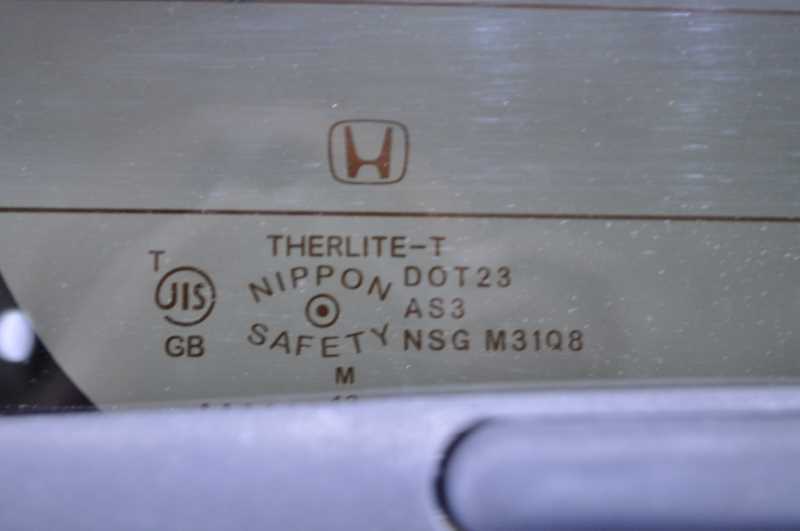 THERLITE-T
T
JIS
GB
NIPPON
SAFETY
DOT23
AS3
NSG M31Q8
M